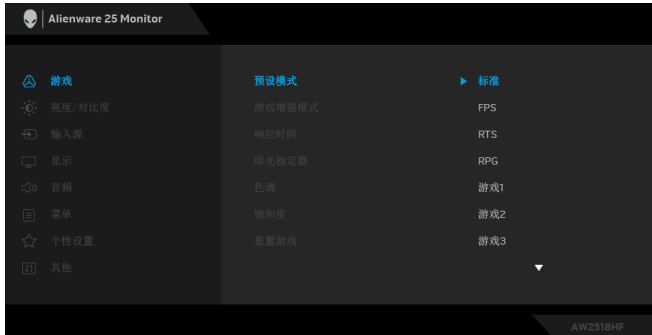 Alienware 25 Monitor
游戏 预设模式 标准
亮度/对比度 游戏增强模式 FPS
输入源 响应时间 RTS
显示 暗光稳定器 RPG
音频 色调 游戏1
菜单 饱和度 游戏2
个性设置 重置游戏 游戏3
其他
AW2518HF